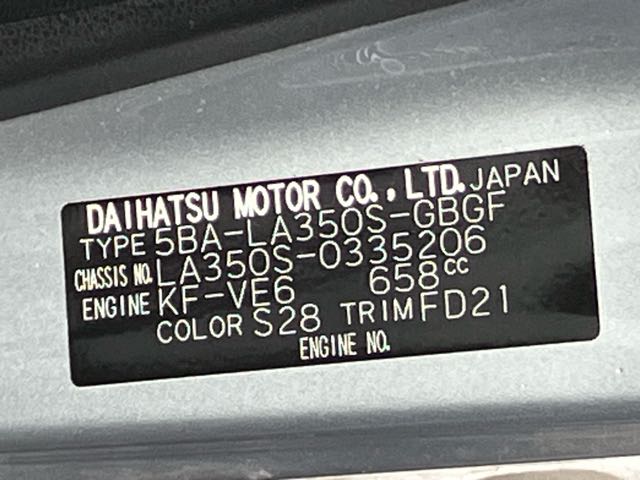 DAIHATSU MOTOR CO., LTD. JAPAN
TYPE 5BA-LA350S-GBGF
CHASSIS NO. LA350S-0335206
ENGINE KF-VE6 658cc
COLOR S28 TRIM FD21
ENGINE NO.